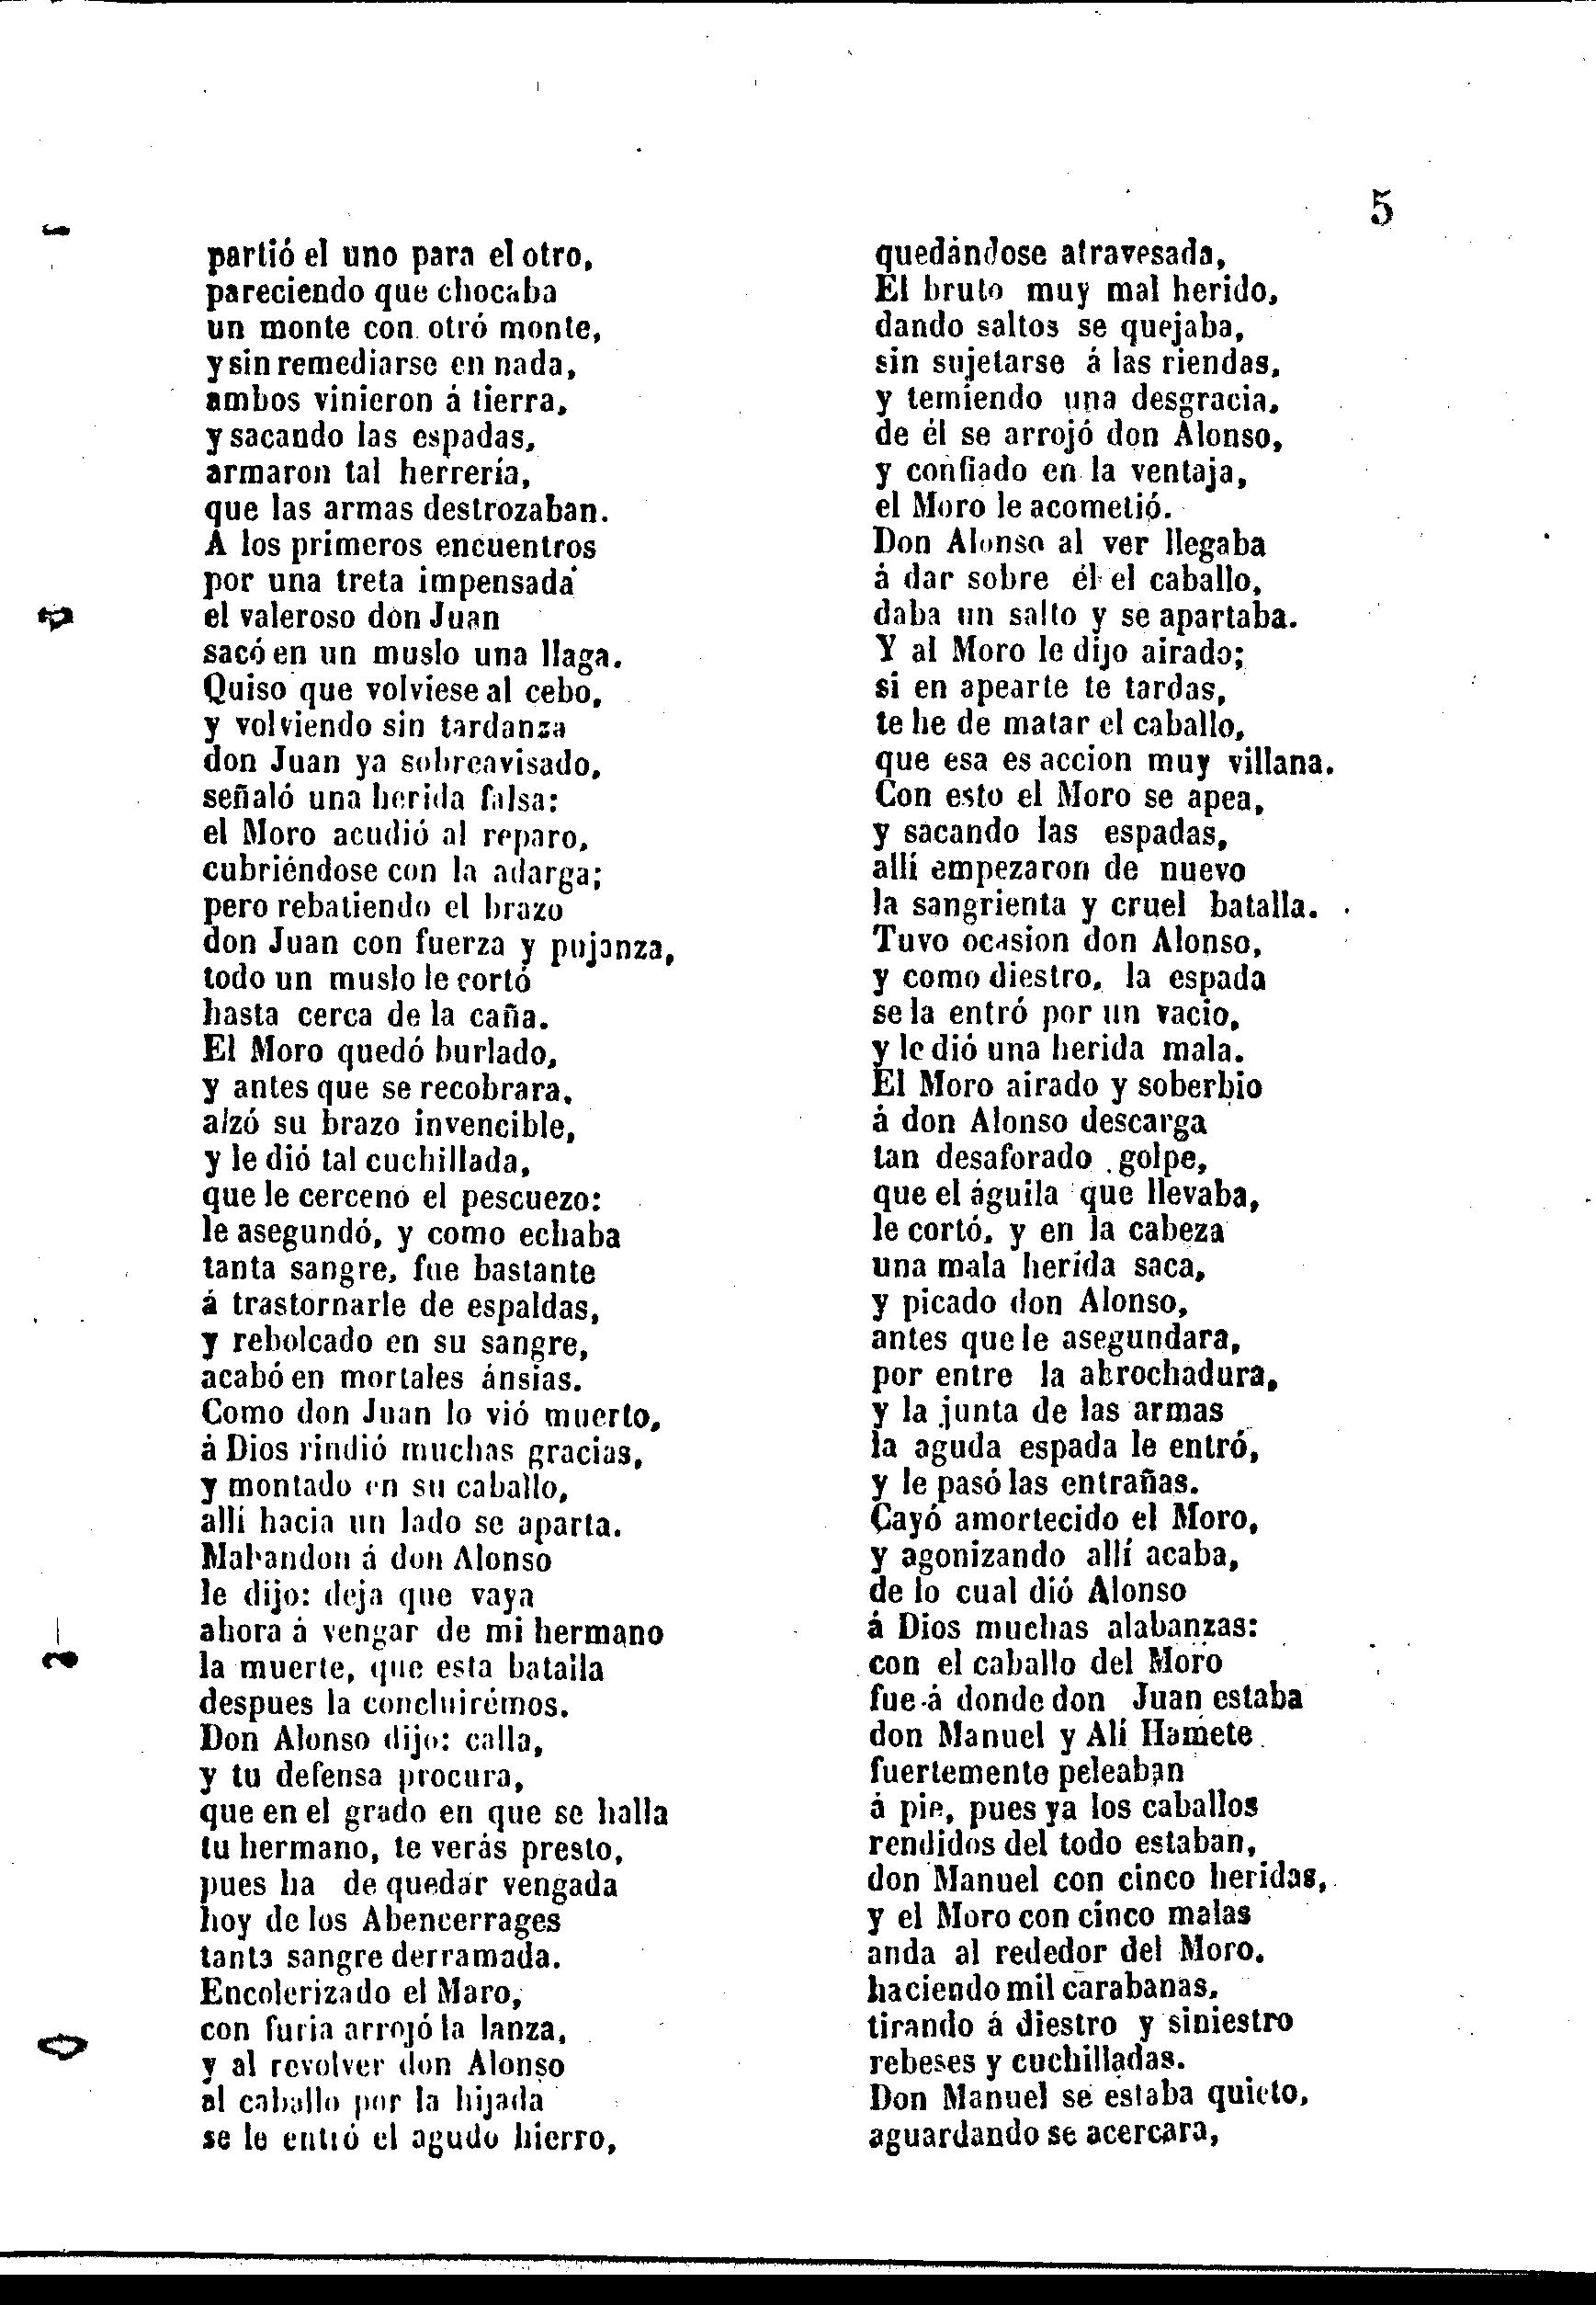 5
partió el uno para el otro,
pareciendo que chocaba
un monte con otró monte,
y sin remediarse en nada,
ambos vinieron á tierra,
y sacando las espadas,
armaron tal herrería,
que las armas destrozaban.
A los primeros encuentros
por una treta impensada
el valeroso don Juan
sacó en un muslo una llaga.
Quiso que volviese al cebo,
y volviendo sin tardanza
don Juan ya sobreavisado,
señaló una herida falsa:
el Moro acudió al reparo,
cubriéndose con la adarga;
pero rebatiendo el brazo
don Juan con fuerza y pujanza,
todo un muslo le cortó
hasta cerca de la caña.
El Moro quedó burlado,
y antes que se recobrara,
alzó su brazo invencible,
y le dió tal cuchillada,
que le cercenó el pescuezo:
le asegundó, y como echaba
tanta sangre, fue bastante
á trastornarle de espaldas,
y rebolcado en su sangre,
acabó en mortales ánsias.
Como don Juan lo vió muerto,
á Dios rindió muchas gracias,
y montado en su caballo,
allí hacia un lado se aparta.
Mahandon á don Alonso
le dijo: deja que vaya
ahora á vengar de mi hermano
la muerte, que esta batalla
despues la concluirémos.
Don Alonso dijo: calla,
y tu defensa procura,
que en el grado en que se halla
tu hermano, te verás presto,
pues ha de quedar vengada
hoy de los Abencerrages
tanta sangre derramada.
Encolerizado el Maro,
con furia arrojó la lanza,
y al revolver don Alonso
al caballo por la hijada
se le entró el agudo hierro,
quedándose atravesada,
El bruto muy mal herido,
dando saltos se quejaba,
sin sujetarse á las riendas,
y temiendo una desgracia,
de él se arrojó don Alonso,
y confiado en la ventaja,
el Moro le acometió.
Don Alonso al ver llegaba
á dar sobre él el caballo,
daba un salto y se apartaba.
Y al Moro le dijo airado;
si en apearte te tardas,
te he de matar el caballo,
que esa es accion muy villana.
Con esto el Moro se apea,
y sacando las espadas,
allí empezaron de nuevo
la sangrienta y cruel batalla.
Tuvo ocasion don Alonso,
y como diestro, la espada
se la entró por un vacio,
y le dió una herida mala.
El Moro airado y soberbio
á don Alonso descarga
tan desaforado golpe,
que el águila que llevaba,
le cortó, y en la cabeza
una mala herída saca,
y picado don Alonso,
antes que le asegundara,
por entre la abrochadura,
y la junta de las armas
la aguda espada le entró,
y le pasó las entrañas.
Cayó amortecido el Moro,
y agonizando allí acaba,
de lo cual dió Alonso
á Dios muchas alabanzas:
con el caballo del Moro
fue á donde don Juan estaba
don Manuel y Alí Hamete
fuertemente peleaban
á pie, pues ya los caballos
rendidos del todo estaban,
don Manuel con cinco heridas,
y el Moro con cinco malas
anda al rededor del Moro.
haciendo mil carabanas,
tirando á diestro y siniestro
rebeses y cuchilladas.
Don Manuel se estaba quieto,
aguardando se acercara,